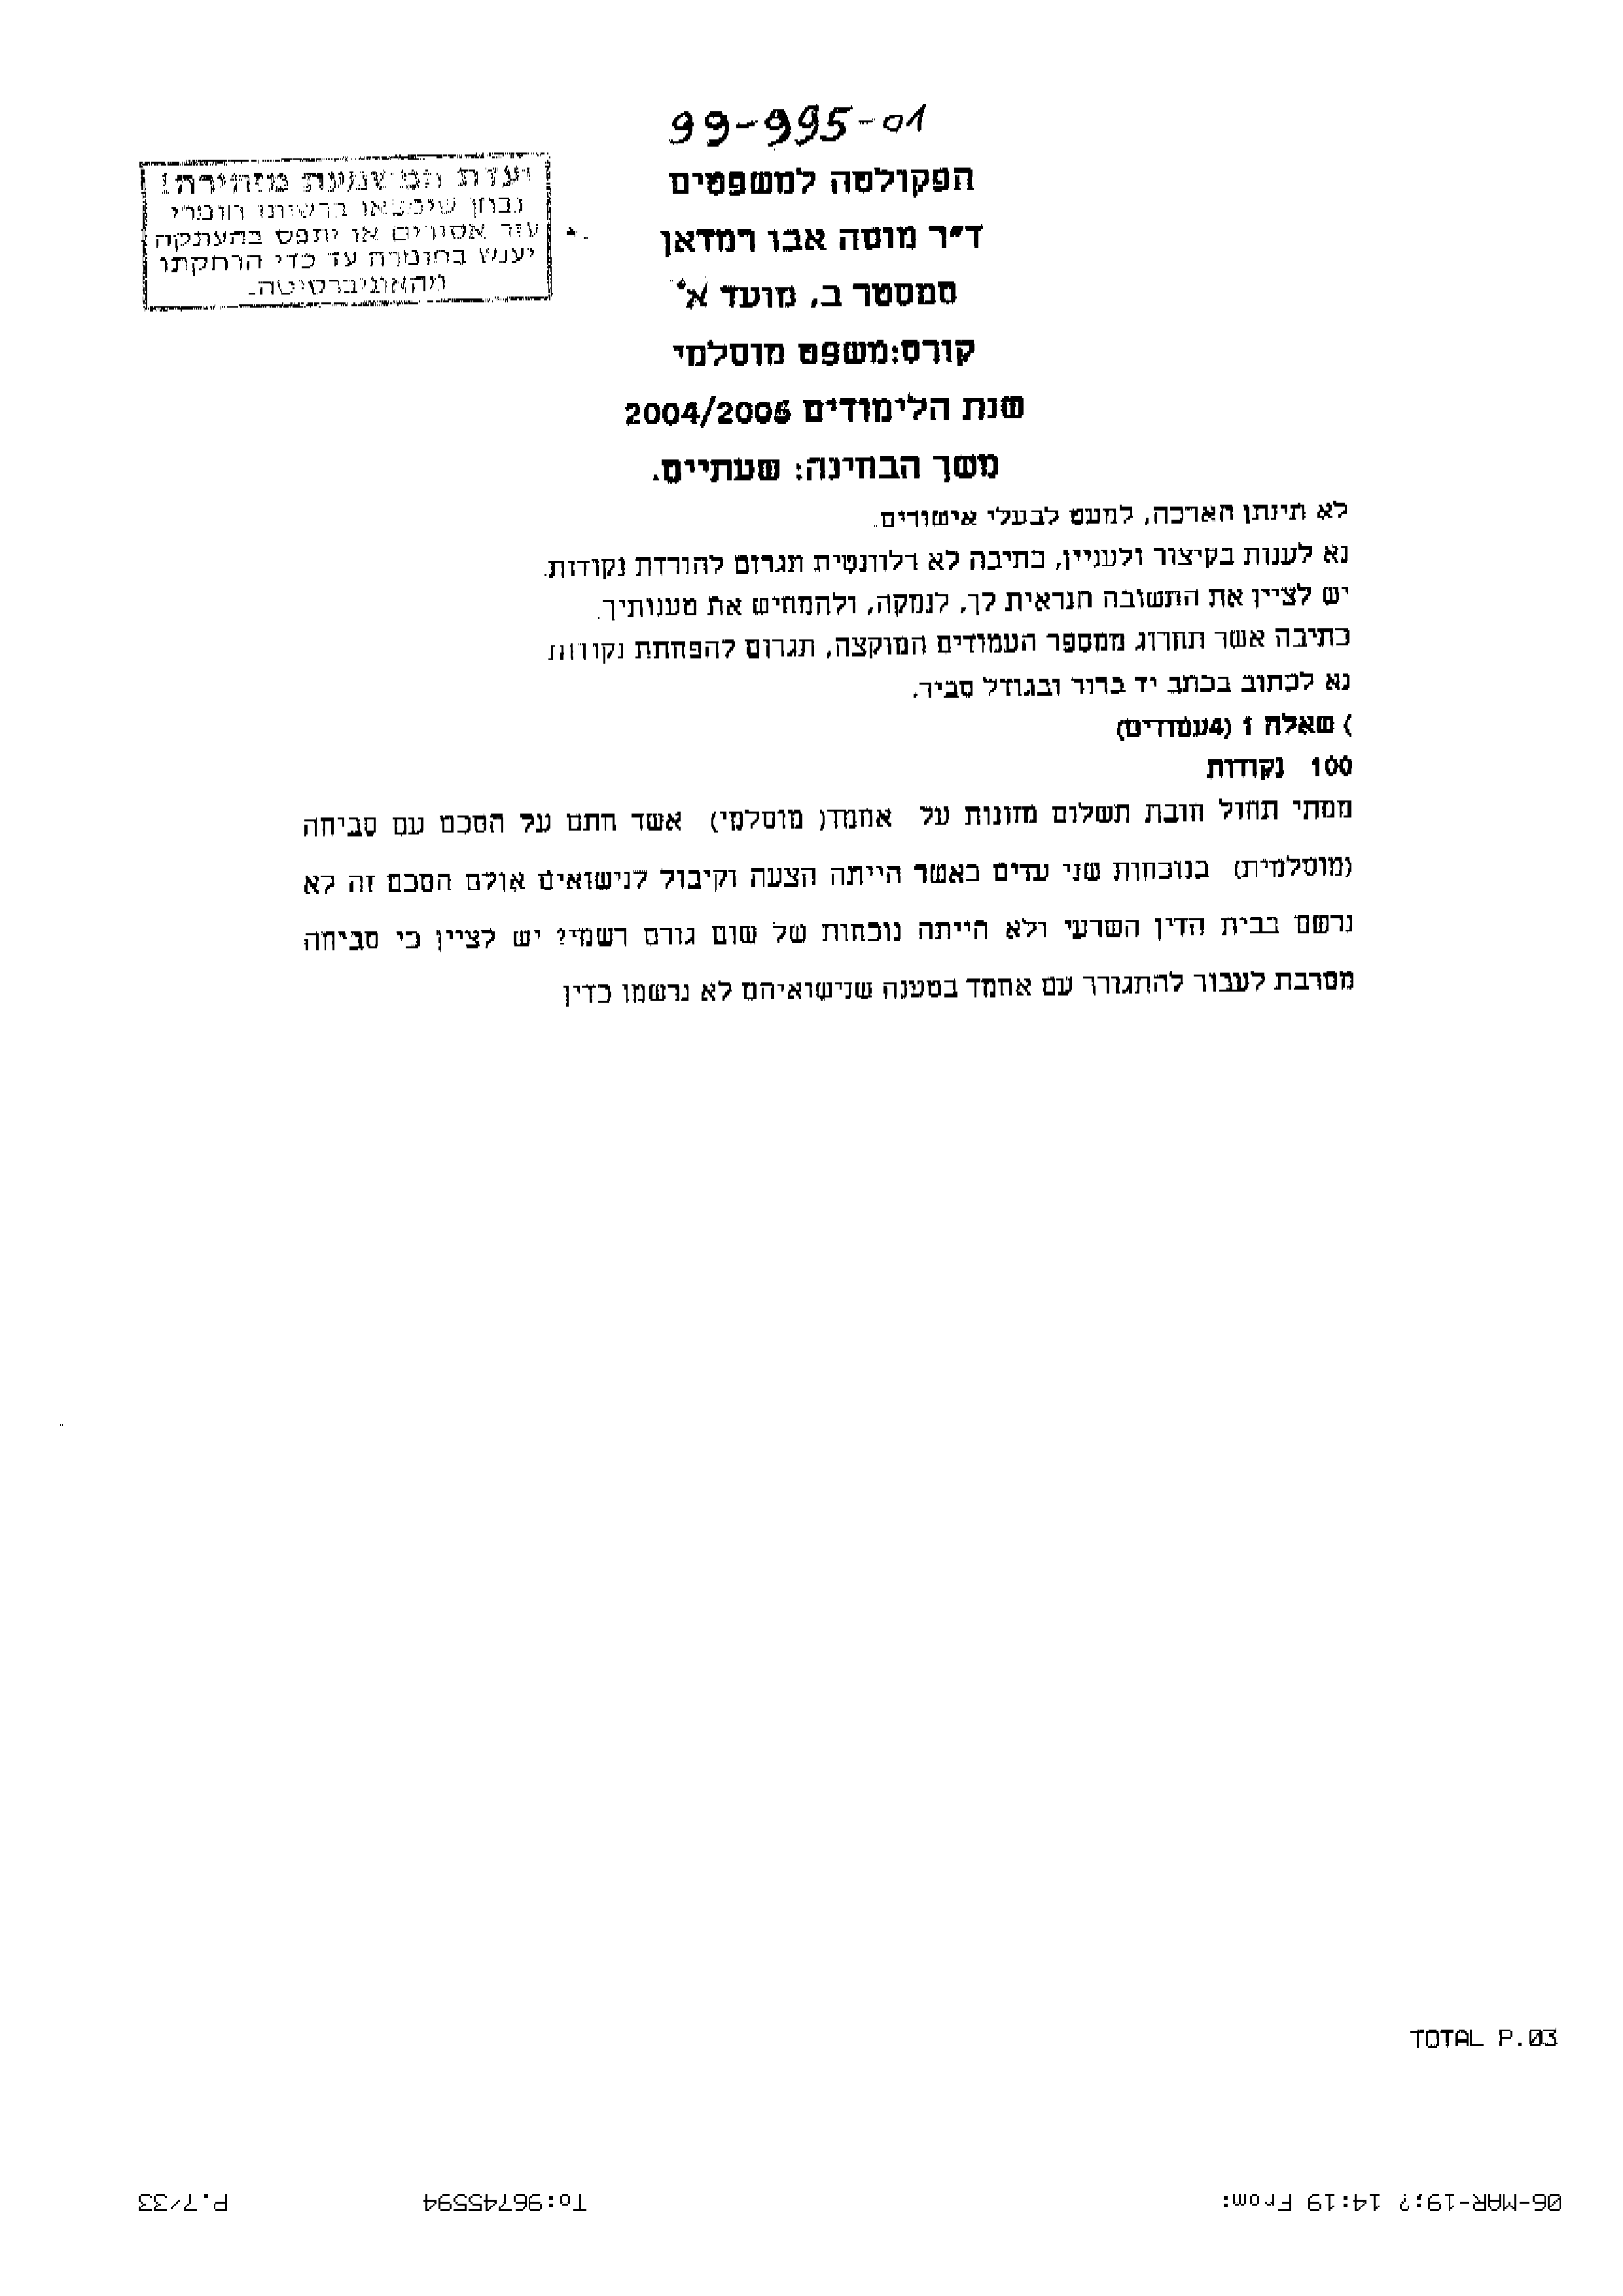 99-995-01
ועדת המשמעת מזהירה!
נבחן שימצאו ברשותו חומרי
עזר אסורים או יתפס בהעתקה
יענש בחומרה עד כדי הרחקתו
מהאוניברסיטה.
הפקולטה למשפטים
ד״ר מוסה אבו רמדאן
סמסטר ב, מועד א'
קורס:משפט מוסלמי
שנת הלימודים 2004/2005
משך הבחינה: שעתיים.
לא תינתן הארכה, למעט לבעלי אישורים.
נא לענות בקיצור ולעניין, כתיבה לא רלוונטית תגרום להורדת נקודות.
יש לציין את התשובה הנראית לך, לנמקה, ולהמחיש את טענותיך.
כתיבה אשר תחרוג ממספר העמודים המוקצה, תגרום להפחתת נקודות
נא לכתוב בכתב יד ברור ובגודל סביר.
) שאלה 1 (4עמודים)
100 נקודות
ממתי תחול חובת תשלום מזונות על אחמד( מוסלמי) אשר חתם על הסכם עם סביחה
(מוסלמית) בנוכחות שני עדים כאשר הייתה הצעה וקיבול לנישואים אולם הסכם זה לא
נרשם בבית הדין השרעי ולא הייתה נוכחות של שום גורם רשמי? יש לציין כי סביחה
מסרבת לעבור להתגורר עם אחמד בטענה שנישואיהם לא נרשמו כדין
TOTAL P.03
06-MAR-19;? 14:19 From:
To:96745594
P.7/33